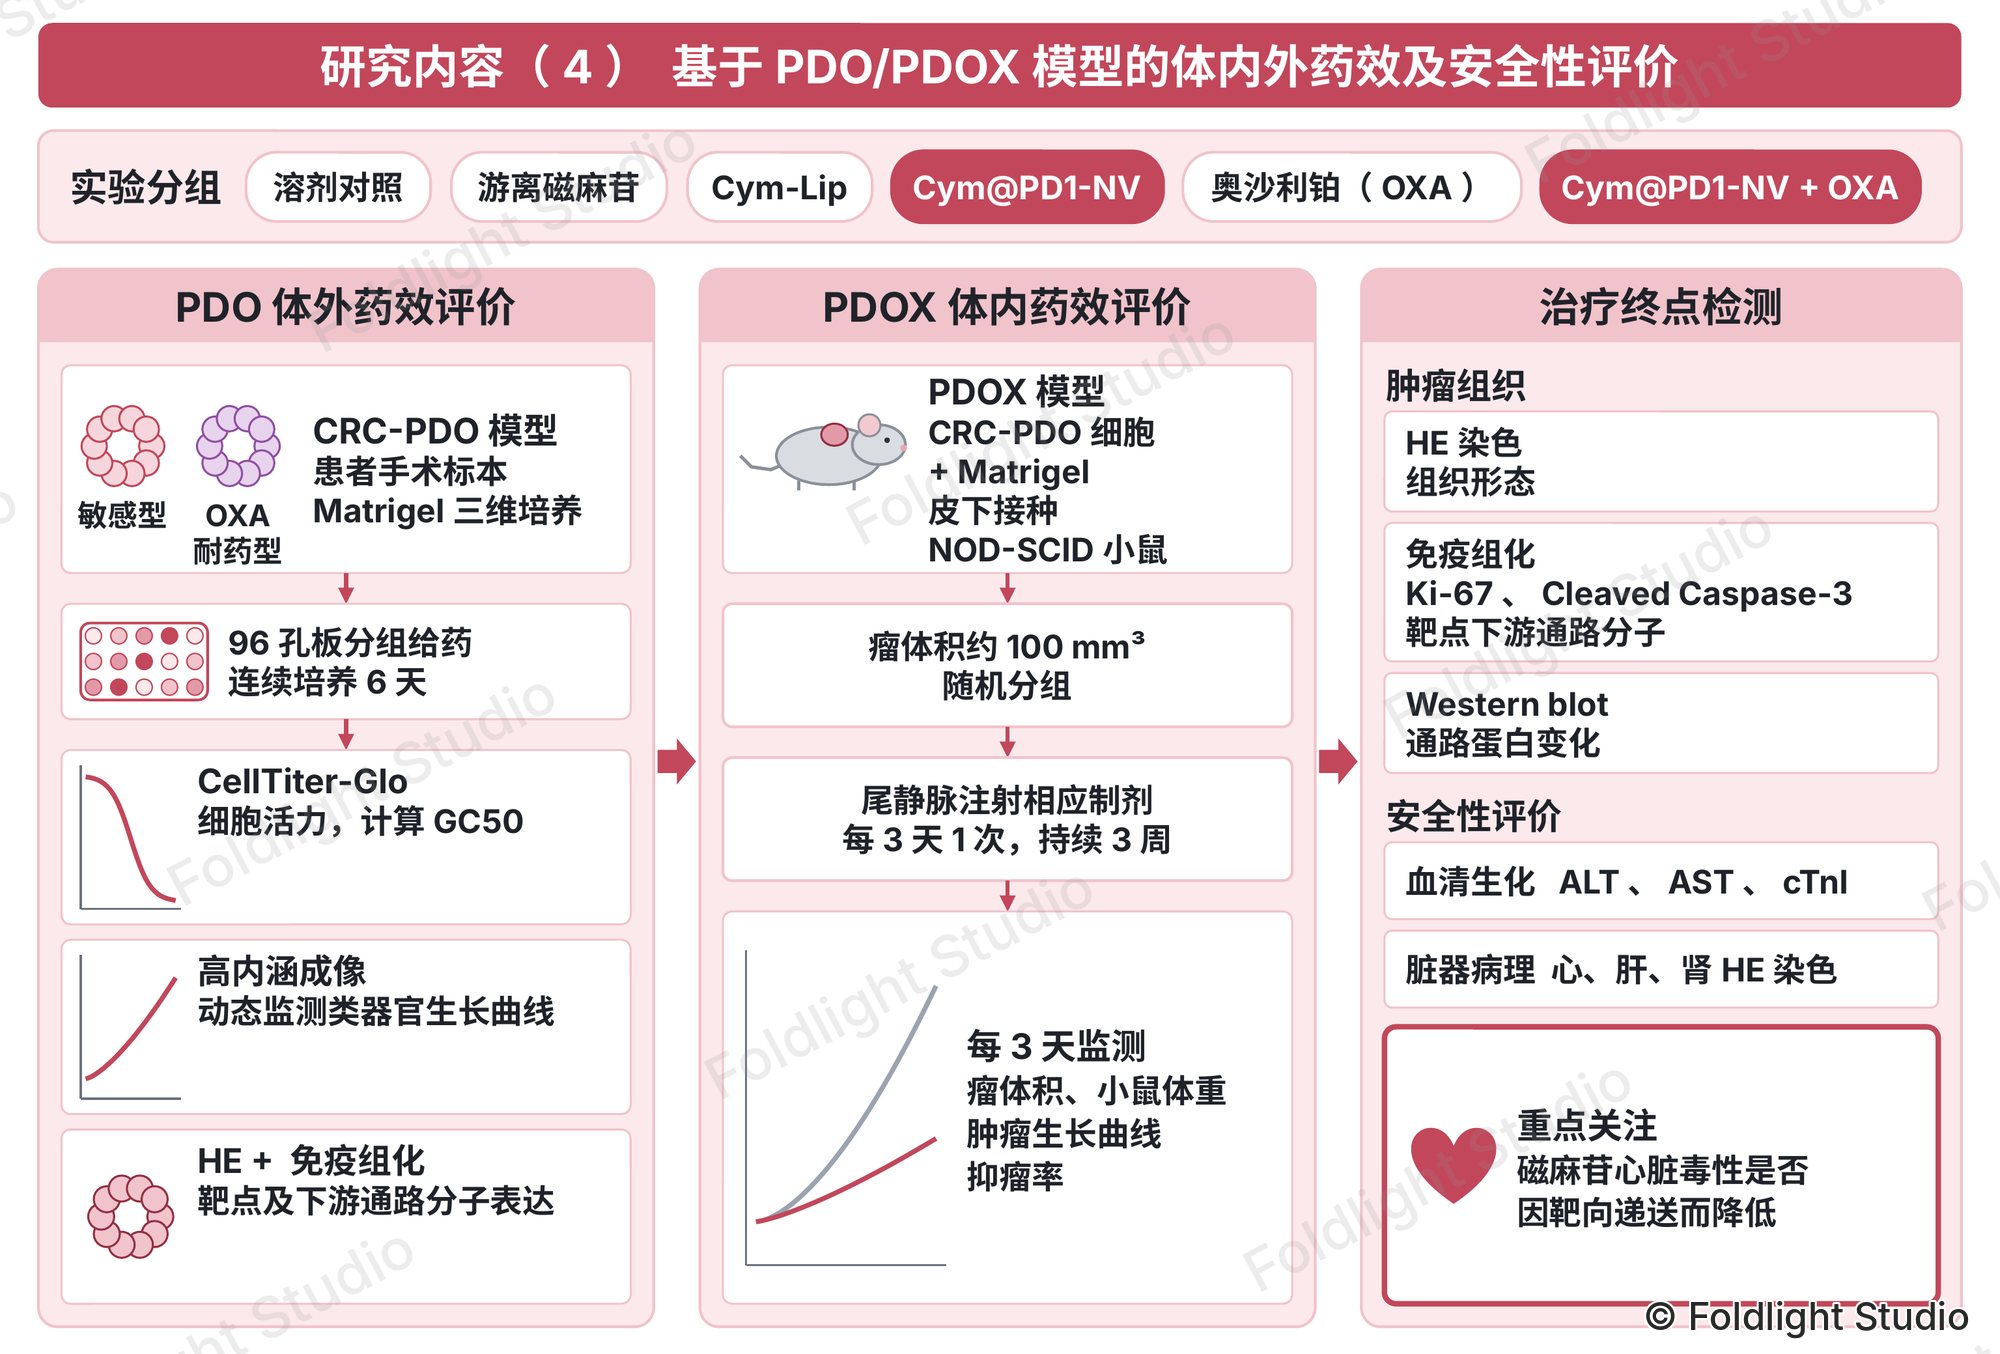 研究内容（4） 基于 PDO/PDOX 模型的体内外药效及安全性评价
实验分组
溶剂对照
游离磁麻苷
Cym-Lip
Cym@PD1-NV
奥沙利铂（OXA）
Cym@PD1-NV + OXA
PDO 体外药效评价
敏感型
OXA
耐药型
CRC-PDO 模型
患者手术标本
Matrigel 三维培养
96 孔板分组给药
连续培养 6 天
CellTiter-Glo
细胞活力，计算 GC50
高内涵成像
动态监测类器官生长曲线
HE + 免疫组化
靶点及下游通路分子表达
PDOX 体内药效评价
PDOX 模型
CRC-PDO 细胞
+ Matrigel
皮下接种
NOD-SCID 小鼠
瘤体积约 100 mm³
随机分组
尾静脉注射相应制剂
每 3 天 1 次，持续 3 周
每 3 天监测
瘤体积、小鼠体重
肿瘤生长曲线
抑瘤率
治疗终点检测
肿瘤组织
HE 染色
组织形态
免疫组化
Ki-67 、 Cleaved Caspase-3
靶点下游通路分子
Western blot
通路蛋白变化
安全性评价
血清生化 ALT 、 AST 、 cTnI
脏器病理 心、肝、肾 HE 染色
重点关注
磁麻苷心脏毒性是否
因靶向递送而降低
© Foldlight Studio